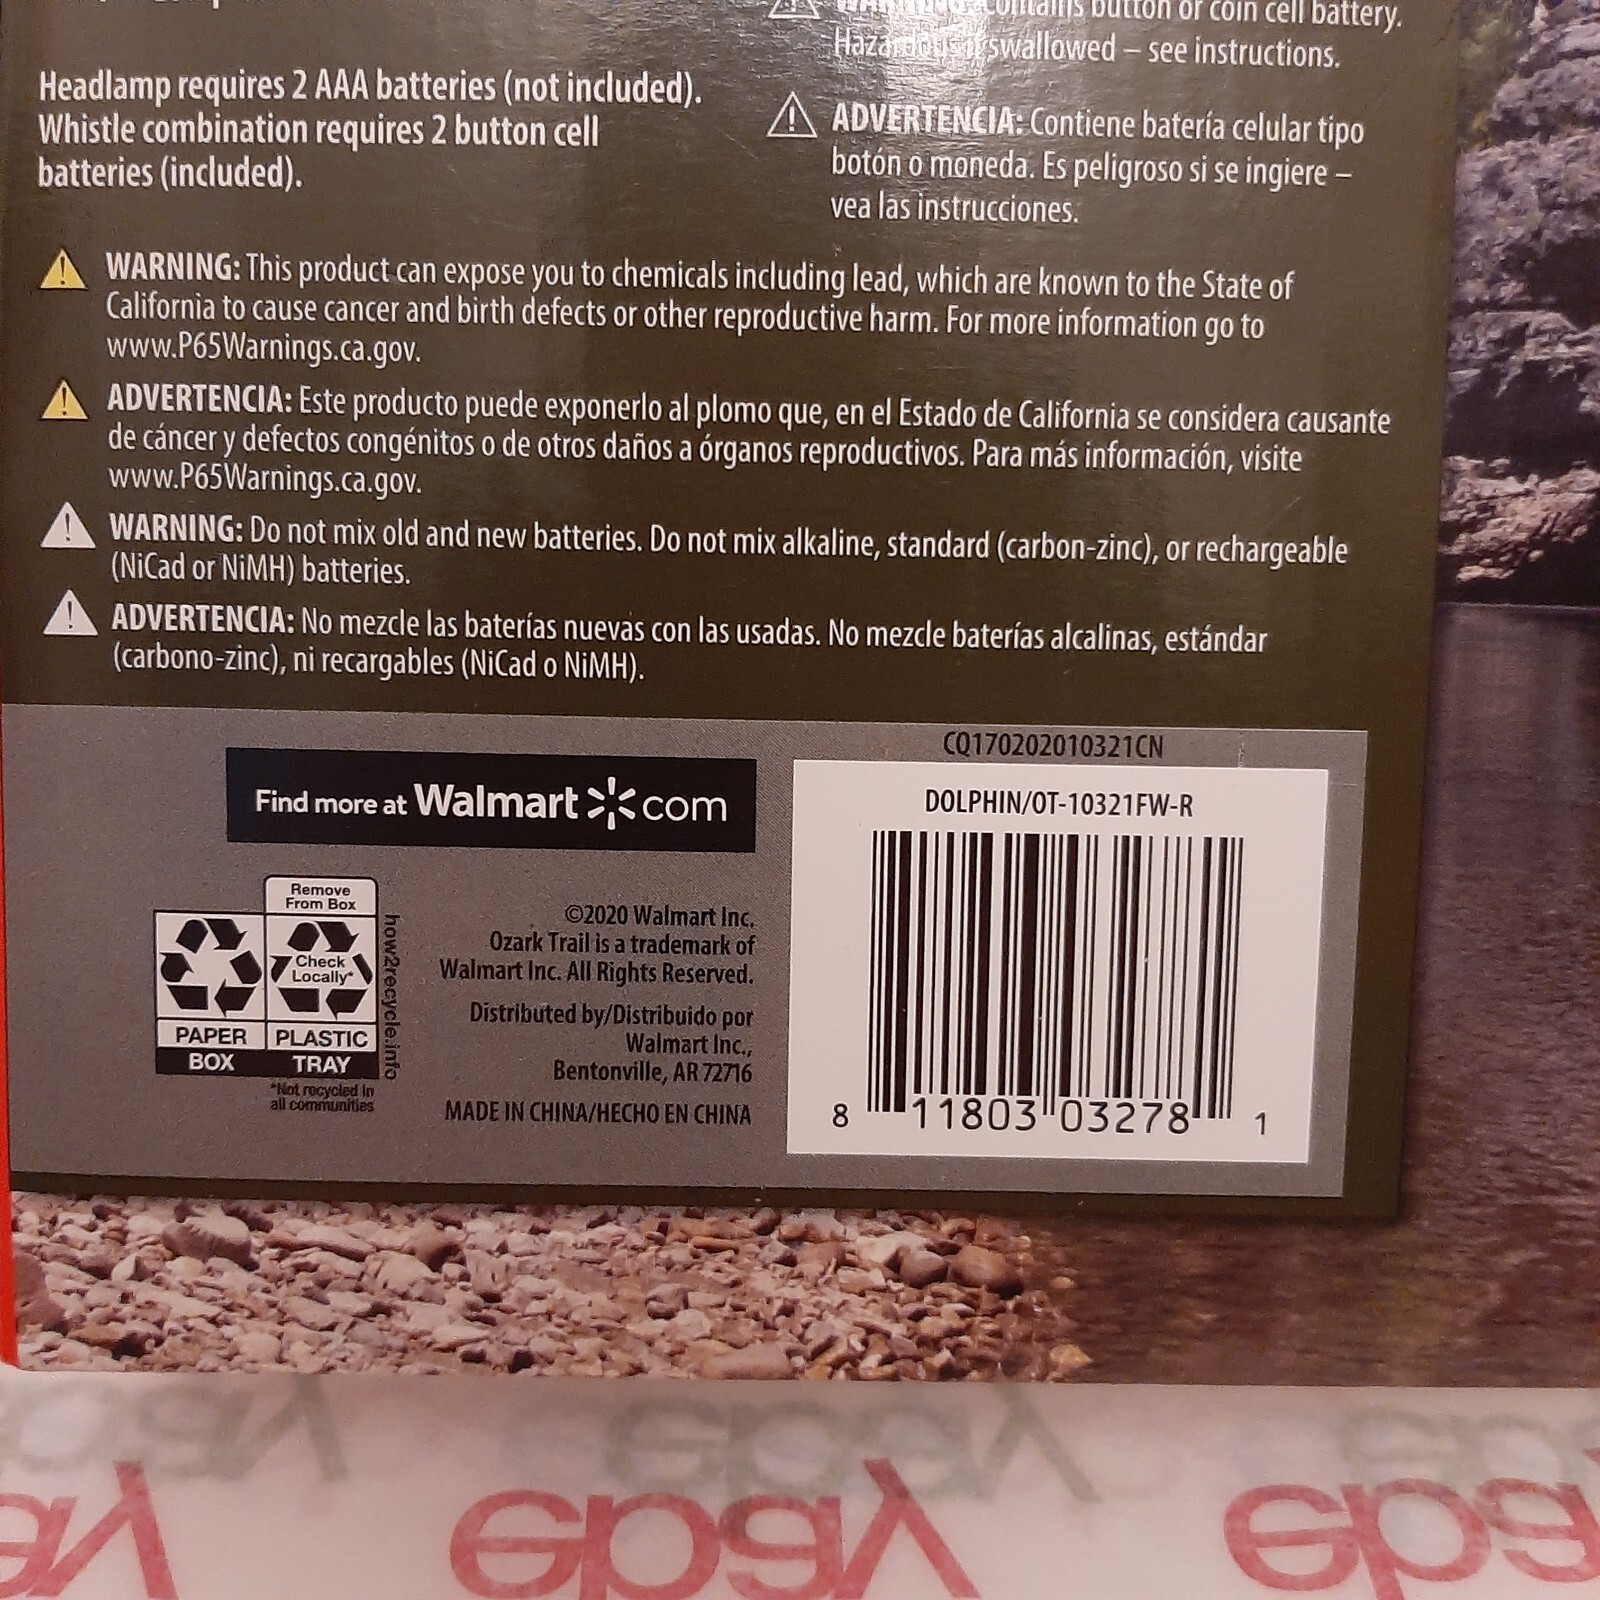 Headlamp requires 2 AAA batteries (not included).
Whistle combination requires 2 button cell
batteries (included).
WARNING: Contains button or coin cell battery.
Hazardous if swallowed – see instructions.
ADVERTENCIA: Contiene batería celular tipo
botón o moneda. Es peligroso si se ingiere –
vea las instrucciones.
WARNING: This product can expose you to chemicals including lead, which are known to the State of
California to cause cancer and birth defects or other reproductive harm. For more information go to
www.P65Warnings.ca.gov.
ADVERTENCIA: Este producto puede exponerlo al plomo que, en el Estado de California se considera causante
de cáncer y defectos congénitos o de otros daños a órganos reproductivos. Para más información, visite
www.P65Warnings.ca.gov.
WARNING: Do not mix old and new batteries. Do not mix alkaline, standard (carbon-zinc), or rechargeable
(NiCad or NiMH) batteries.
ADVERTENCIA: No mezcle las baterías nuevas con las usadas. No mezcle baterías alcalinas, estándar
(carbono-zinc), ni recargables (NiCad o NiMH).
Find more at Walmart com
Remove
From Box
Check
Locally*
PAPER
BOX
PLASTIC
TRAY
*Not recycled in
all communities
how2recycle.info
©2020 Walmart Inc.
Ozark Trail is a trademark of
Walmart Inc. All Rights Reserved.
Distributed by/Distribuido por
Walmart Inc.,
Bentonville, AR 72716
MADE IN CHINA/HECHO EN CHINA
CQ170202010321CN
DOLPHIN/OT-10321FW-R
8 11803 03278 1
ebay
ebay
ebay